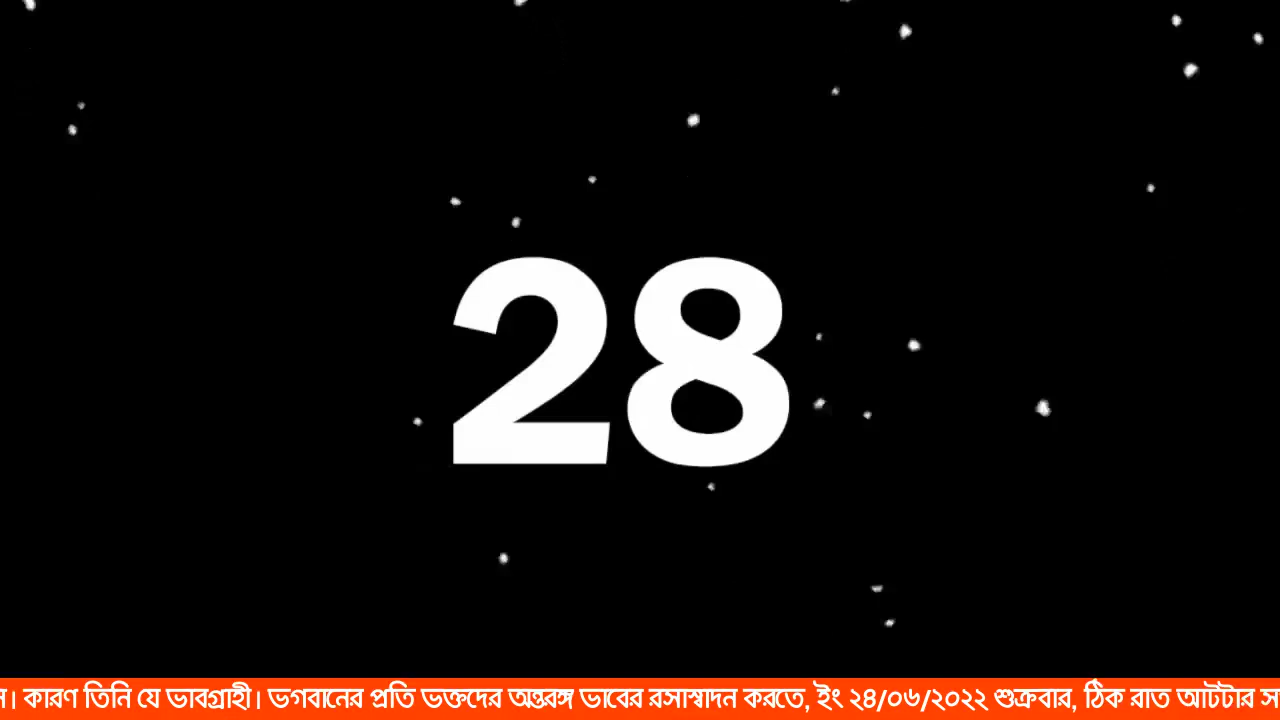 28
। কারণ তিনি যে ভাবগ্রাহী। ভগবানের প্রতি ভক্তদের অন্তরঙ্গ ভাবের রসাস্বাদন করতে, ইং ২৪/০৬/২০২২ শুক্রবার, ঠিক রাত আটটার